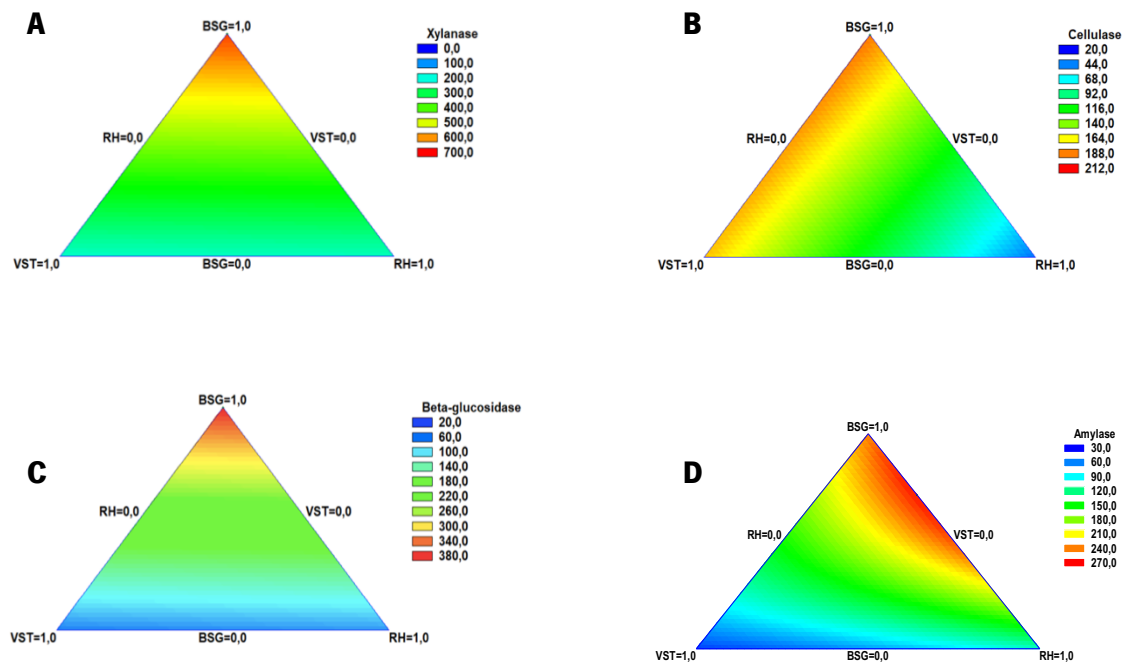 A
BSG=1,0
Xylanase
0,0
100,0
200,0
300,0
400,0
500,0
600,0
700,0
RH=0,0
VST=0,0
VST=1,0
BSG=0,0
RH=1,0
B
BSG=1,0
Cellulase
20,0
44,0
68,0
92,0
116,0
140,0
164,0
188,0
212,0
RH=0,0
VST=0,0
VST=1,0
BSG=0,0
RH=1,0
C
BSG=1,0
Beta-glucosidase
20,0
60,0
100,0
140,0
180,0
220,0
260,0
300,0
340,0
380,0
RH=0,0
VST=0,0
VST=1,0
BSG=0,0
RH=1,0
D
BSG=1,0
Amylase
30,0
60,0
90,0
120,0
150,0
180,0
210,0
240,0
270,0
RH=0,0
VST=0,0
VST=1,0
BSG=0,0
RH=1,0